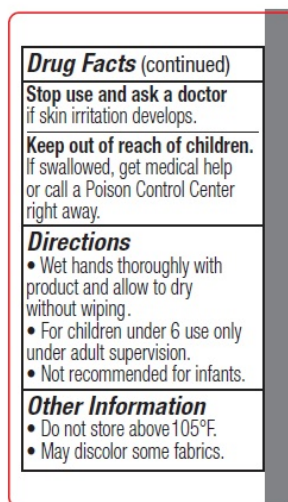 Drug Facts (continued)
Stop use and ask a doctor
if skin irritation develops.
Keep out of reach of children.
If swallowed, get medical help
or call a Poison Control Center
right away.
Directions
• Wet hands thoroughly with
product and allow to dry
without wiping.
• For children under 6 use only
under adult supervision.
• Not recommended for infants.
Other Information
• Do not store above 105°F.
• May discolor some fabrics.